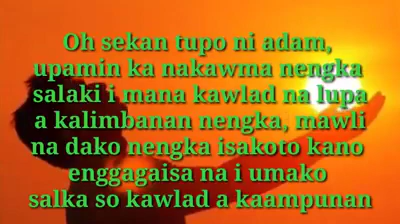 Oh sekan tupo ni adam,
upamin ka nakawma nengka
salaki i mana kawlad na lupa
a kalimbanan nengka, mawli
na dako nengka isakoto kano
enggagaisa na i umako
salka so kawlad a kaampunan